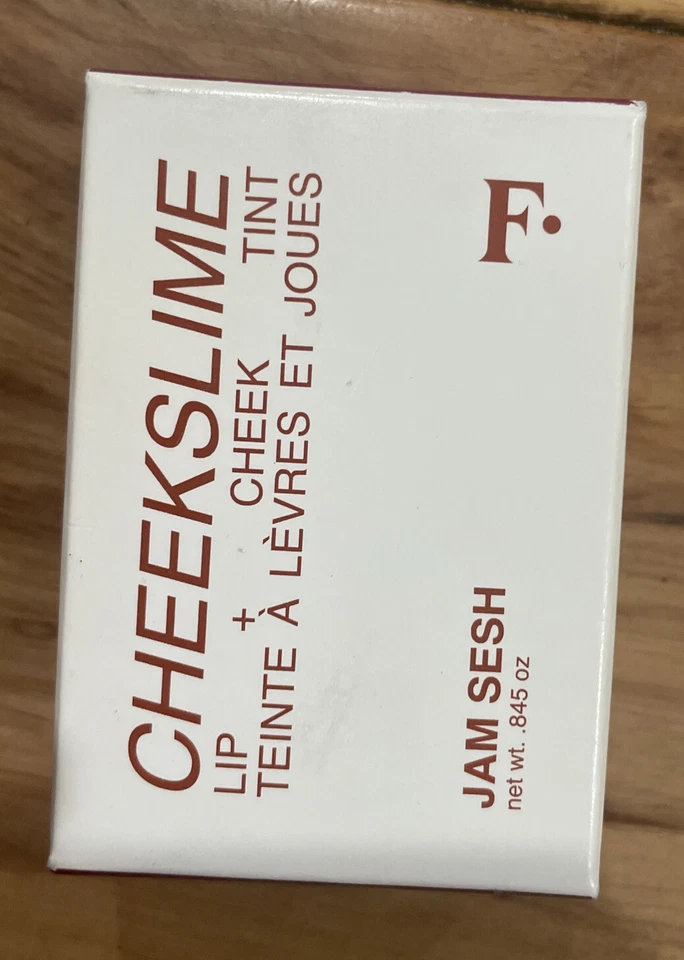 CHEEKSLIME
LIP + CHEEK TINT
TEINTE À LÈVRES ET JOUES
JAM SESH
net wt. .845 oz
F.